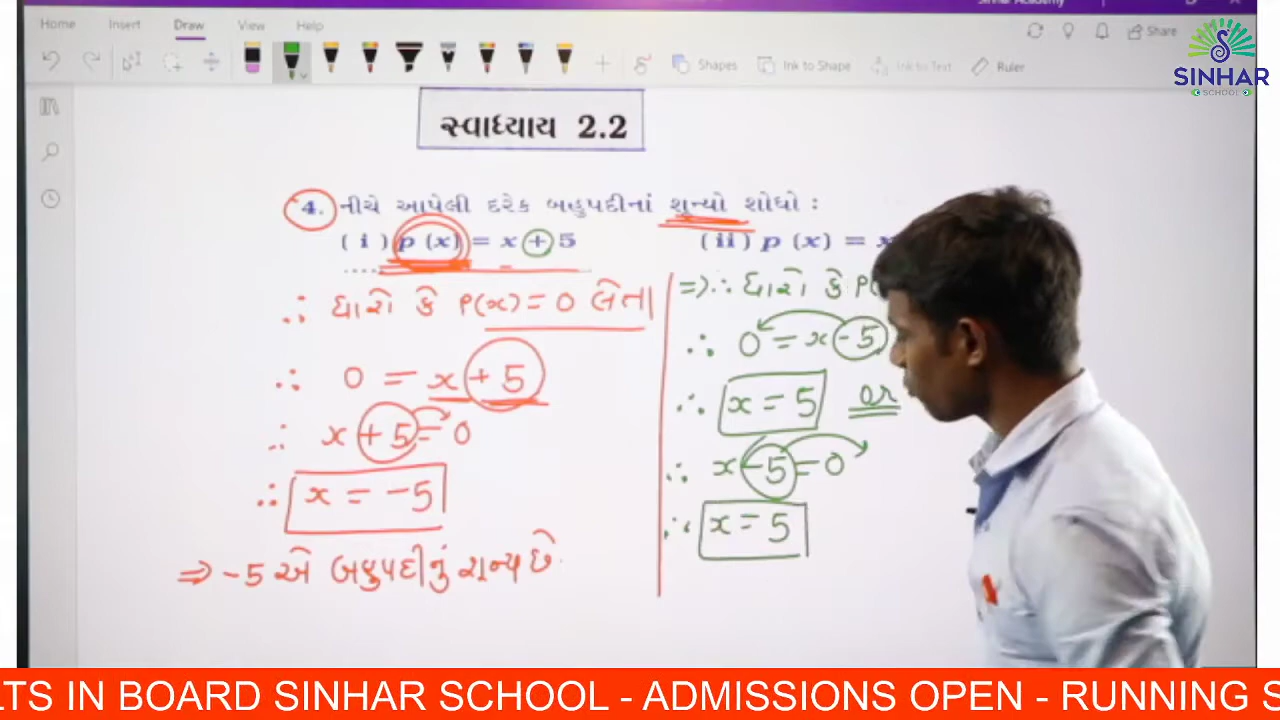 Sinhar Academy
Home Insert Draw View Help
Share
Shapes Ink to Shape Ink to Text Ruler
SINHAR
SCHOOL
સ્વાધ્યાય 2.2
4. નીચે આપેલી દરેક બહુપદીનાં શુન્યો શોધો :
( i ) p (x) = x + 5
(ii) p (x) = x
∴ ધારો કે P(x) = 0 લેતા
∴ 0 = x + 5
∴ x + 5 = 0
∴ x = -5
⇒ -5 એ બહુપદીનું શૂન્ય છે.
⇒ ∴ ધારો કે P(
∴ 0 = x - 5
∴ x = 5 or
∴ x - 5 = 0
∴ x = 5
LTS IN BOARD SINHAR SCHOOL - ADMISSIONS OPEN - RUNNING S